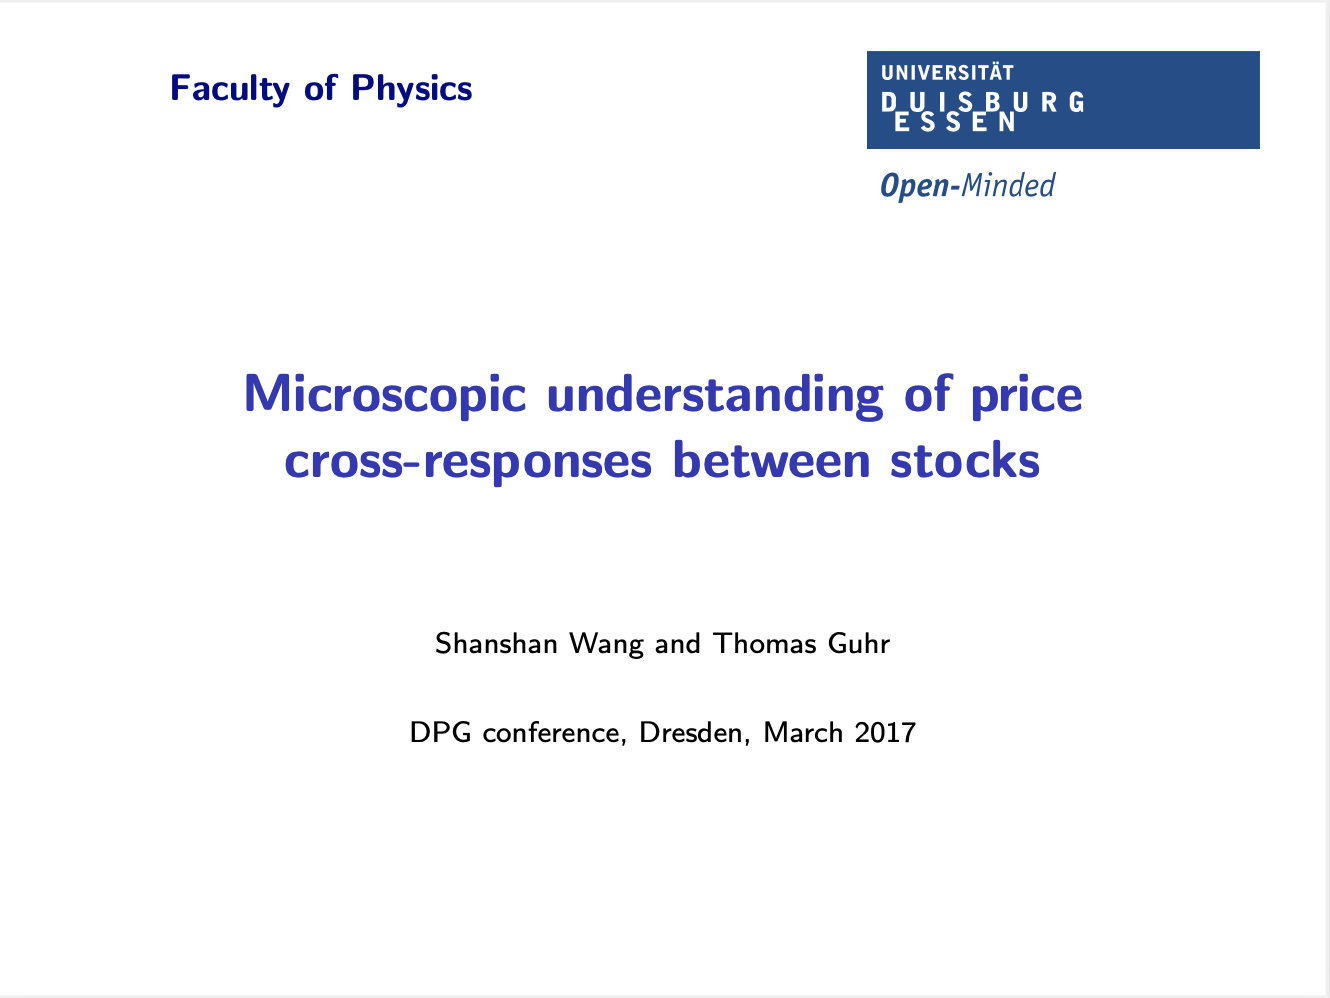 Faculty of Physics
UNIVERSITÄT
DUISBURG
ESSEN
Open-Minded
Microscopic understanding of price
cross-responses between stocks
Shanshan Wang and Thomas Guhr
DPG conference, Dresden, March 2017